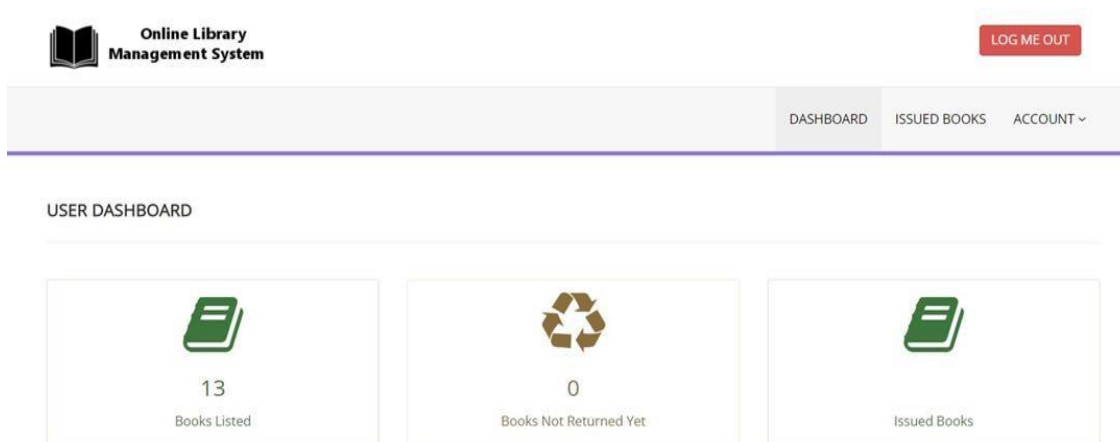 Online Library
Management System
LOG ME OUT
DASHBOARD
ISSUED BOOKS
ACCOUNT
USER DASHBOARD
13
Books Listed
0
Books Not Returned Yet
Issued Books